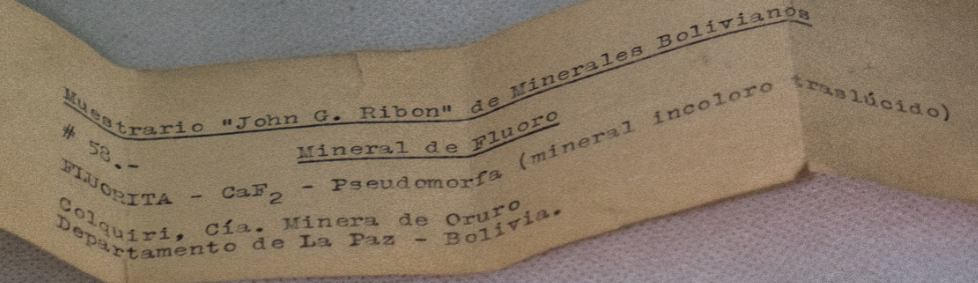 Muestrario "John G. Ribon" de Minerales Bolivianos
# 58.-
Mineral de Fluoro
FLUORITA - CaF₂ - Pseudomorfa (mineral incoloro traslúcido)
Colquiri, Cía. Minera de Oruro
Departamento de La Paz - Bolivia.